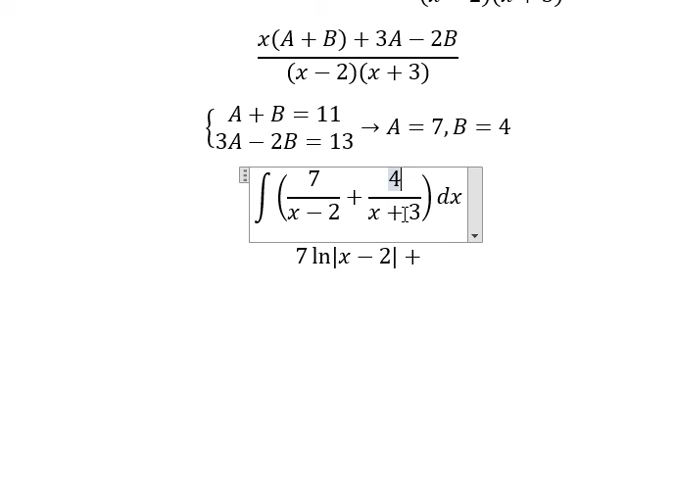 x(A + B) + 3A − 2B
(x − 2)(x + 3)
{ A + B = 11
3A − 2B = 13 → A = 7, B = 4
∫ ( 7/(x − 2) + 4/(x + 3) ) dx
7 ln|x − 2| +